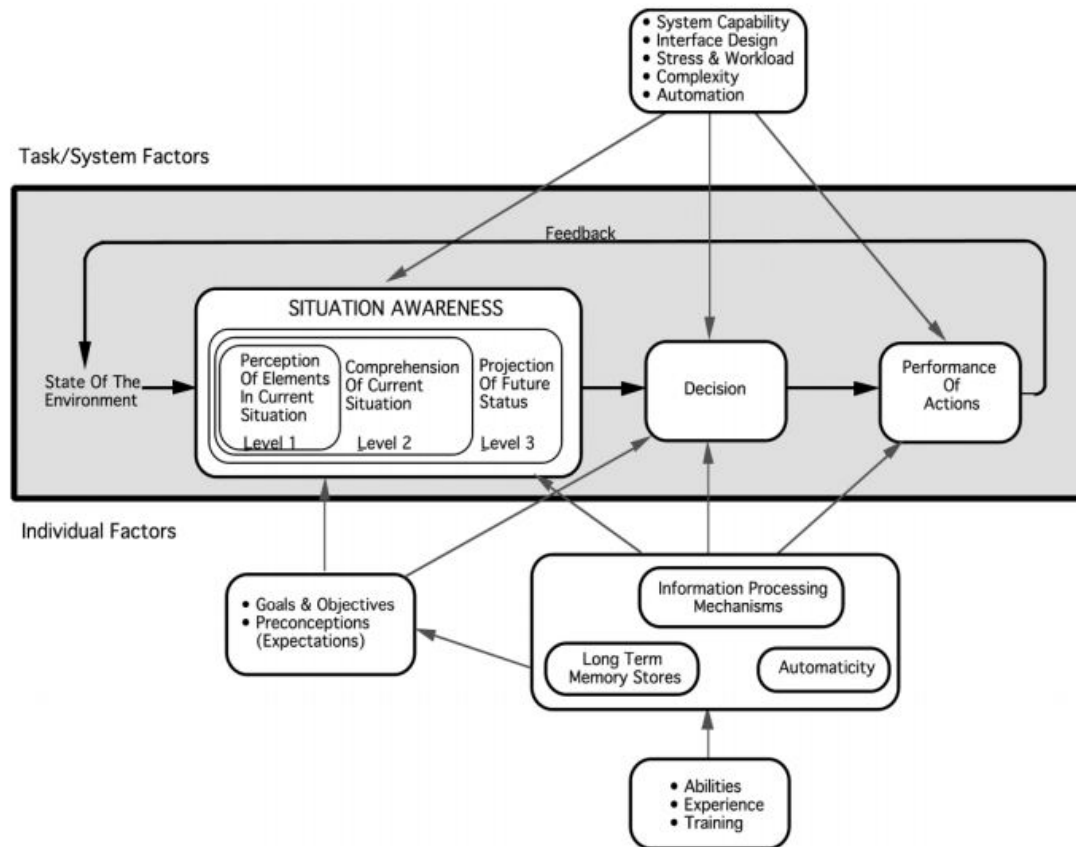 • System Capability
• Interface Design
• Stress & Workload
• Complexity
• Automation
Task/System Factors
Feedback
SITUATION AWARENESS
State Of The
Environment
Perception
Of Elements
In Current
Situation
Level 1
Comprehension
Of Current
Situation
Level 2
Projection
Of Future
Status
Level 3
Decision
Performance
Of
Actions
Individual Factors
• Goals & Objectives
• Preconceptions
(Expectations)
Information Processing
Mechanisms
Long Term
Memory Stores
Automaticity
• Abilities
• Experience
• Training